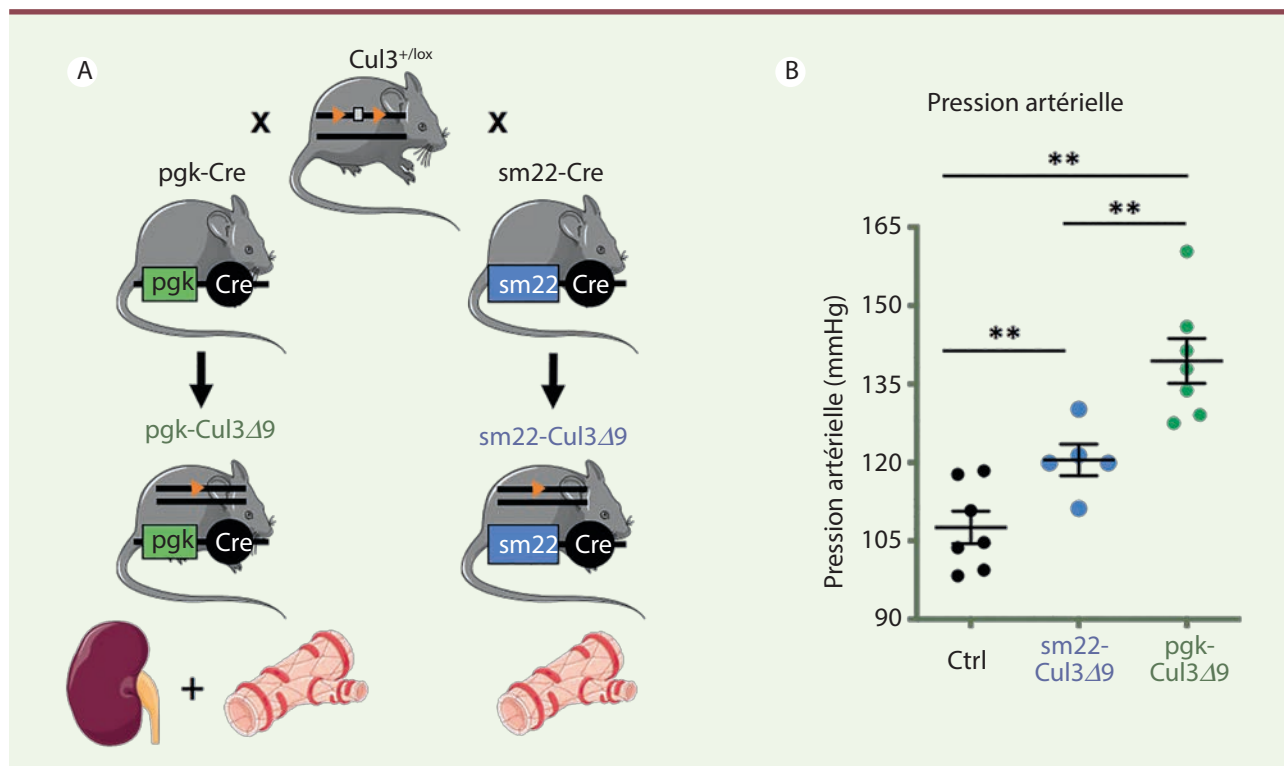 A
Cul3+/lox
X
X
pgk-Cre
sm22-Cre
pgk
Cre
sm22
Cre
pgk-Cul3Δ9
sm22-Cul3Δ9
pgk
Cre
sm22
Cre
+
B
Pression artérielle
**
**
**
Pression artérielle (mmHg)
165
150
135
120
105
90
Ctrl
sm22-
Cul3Δ9
pgk-
Cul3Δ9